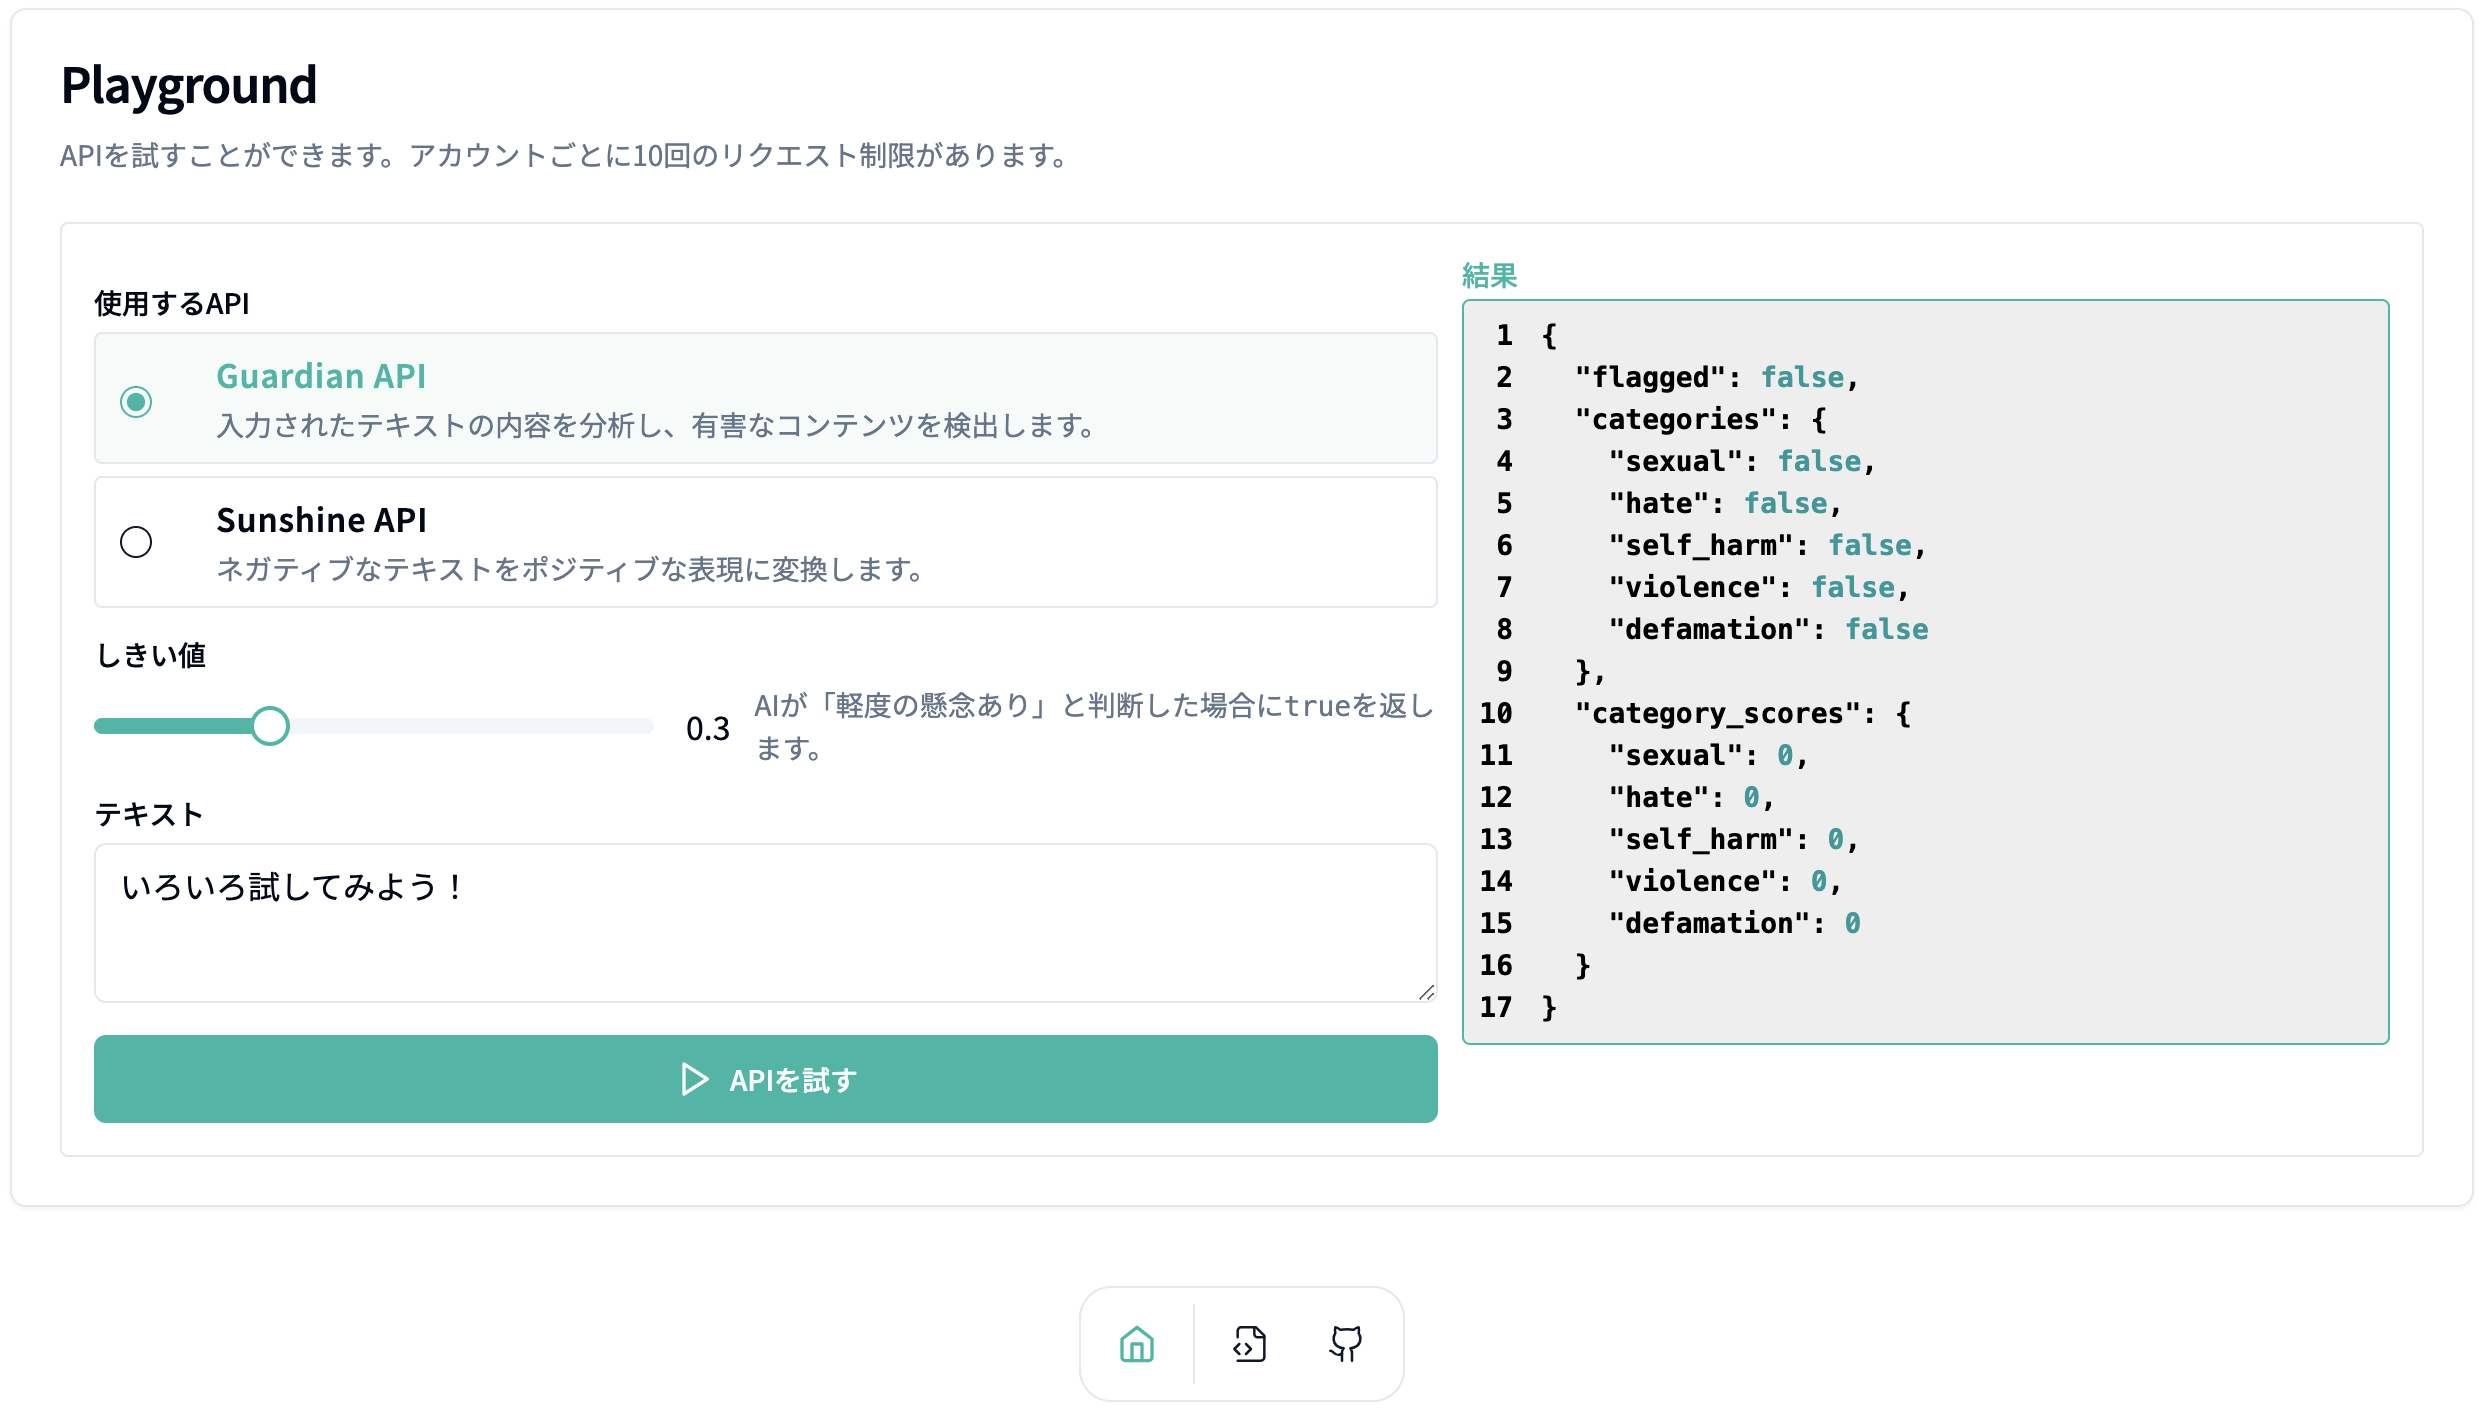 Playground
APIを試すことができます。アカウントごとに10回のリクエスト制限があります。
使用するAPI
Guardian API
入力されたテキストの内容を分析し、有害なコンテンツを検出します。
Sunshine API
ネガティブなテキストをポジティブな表現に変換します。
しきい値
0.3
AIが「軽度の懸念あり」と判断した場合にtrueを返し
ます。
テキスト
いろいろ試してみよう！
APIを試す
結果
1 {
2   "flagged": false,
3   "categories": {
4     "sexual": false,
5     "hate": false,
6     "self_harm": false,
7     "violence": false,
8     "defamation": false
9   },
10   "category_scores": {
11     "sexual": 0,
12     "hate": 0,
13     "self_harm": 0,
14     "violence": 0,
15     "defamation": 0
16   }
17 }